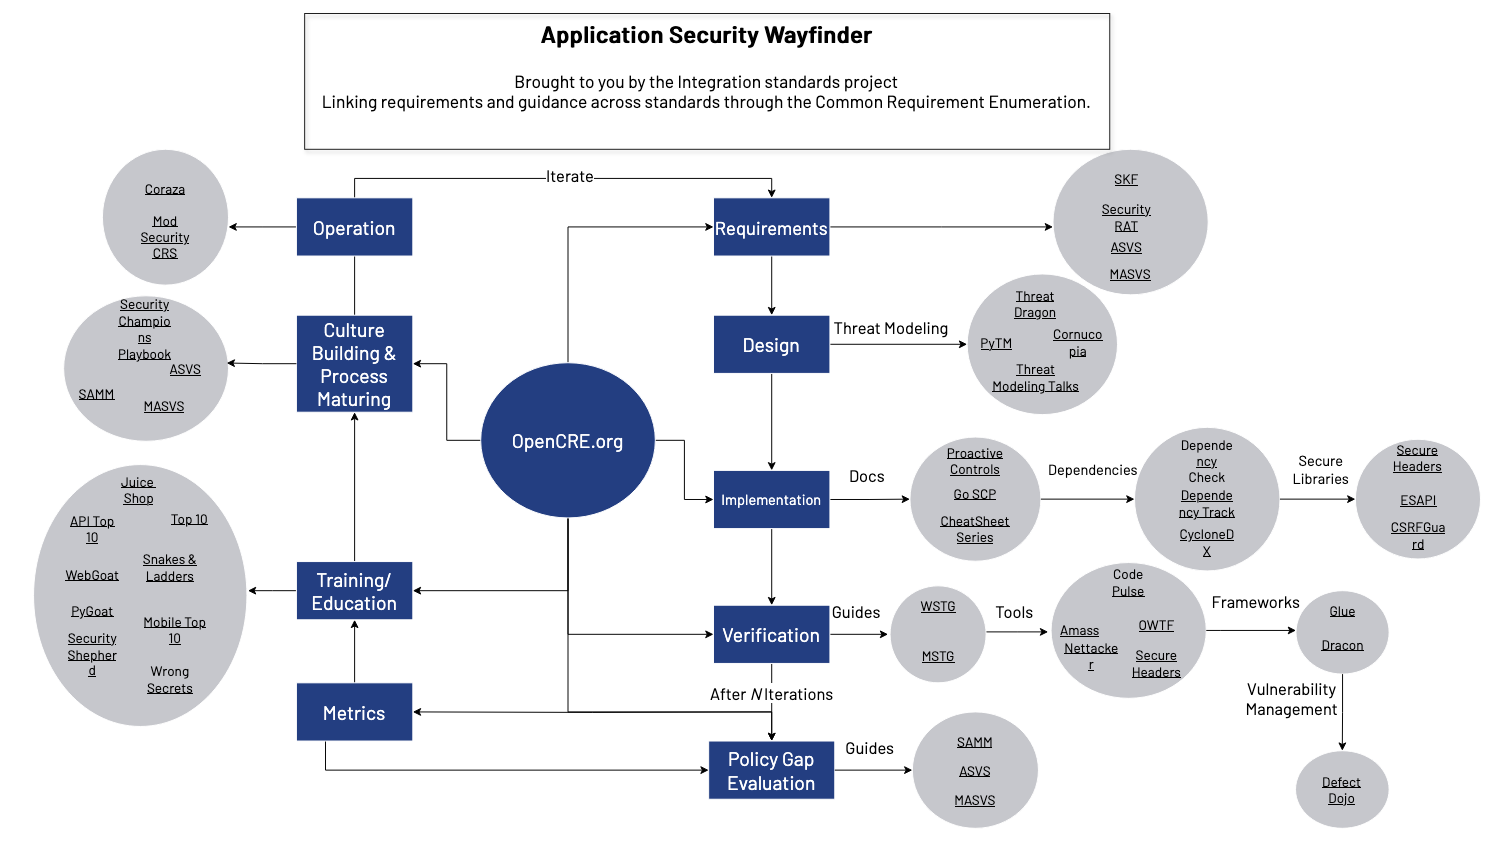 Application Security Wayfinder
Brought to you by the Integration standards project
Linking requirements and guidance across standards through the Common Requirement Enumeration.
Iterate
Coraza
Mod
Security
CRS
Operation
Requirements
SKF
Security
RAT
ASVS
MASVS
Security
Champio
ns
Playbook
ASVS
SAMM
MASVS
Culture
Building &
Process
Maturing
Design
Threat Modeling
Threat
Dragon
PyTM
Cornuco
pia
Threat
Modeling Talks
OpenCRE.org
Implementation
Docs
Proactive
Controls
Go SCP
CheatSheet
Series
Dependencies
Depende
ncy
Check
Depende
ncy Track
CycloneD
X
Secure
Libraries
Secure
Headers
ESAPI
CSRFGua
rd
Juice
Shop
API Top
10
Top 10
Snakes &
Ladders
WebGoat
PyGoat
Mobile Top
10
Security
Shepher
d
Wrong
Secrets
Training/
Education
Verification
Guides
WSTG
MSTG
Tools
Code
Pulse
OWTF
Amass
Nettacke
r
Secure
Headers
Frameworks
Glue
Dracon
Vulnerability
Management
Defect
Dojo
Metrics
After N Iterations
Policy Gap
Evaluation
Guides
SAMM
ASVS
MASVS